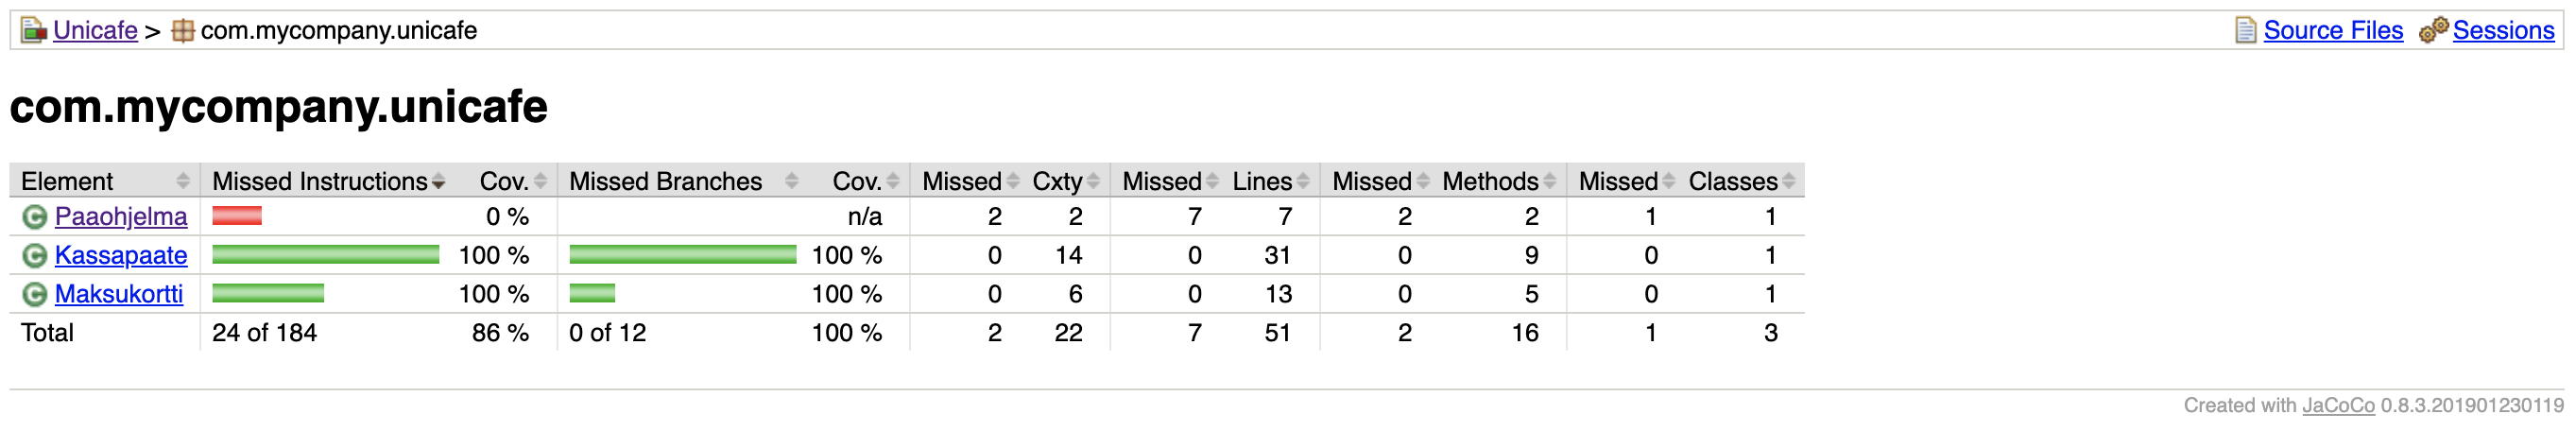 Unicafe > com.mycompany.unicafe Source Files Sessions
com.mycompany.unicafe
Element Missed Instructions Cov. Missed Branches Cov. Missed Cxty Missed Lines Missed Methods Missed Classes
Paaohjelma 0 % n/a 2 2 7 7 2 2 1 1
Kassapaate 100 % 100 % 0 14 0 31 0 9 0 1
Maksukortti 100 % 100 % 0 6 0 13 0 5 0 1
Total 24 of 184 86 % 0 of 12 100 % 2 22 7 51 2 16 1 3
Created with JaCoCo 0.8.3.201901230119